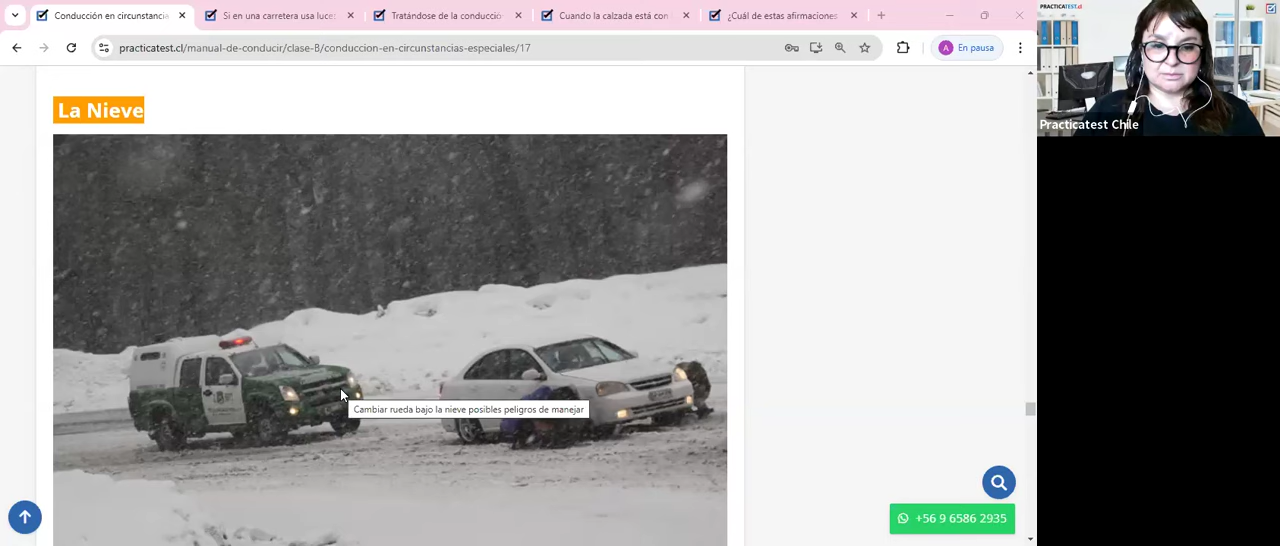 Conducción en circunstancia
Si en una carretera usa luce
Tratándose de la conducció
Cuando la calzada está con
¿Cuál de estas afirmaciones
practicatest.cl/manual-de-conducir/clase-B/conduccion-en-circunstancias-especiales/17
A
En pausa
La Nieve
Cambiar rueda bajo la nieve posibles peligros de manejar
+56 9 6586 2935
PRACTICATEST.cl
Practicatest Chile